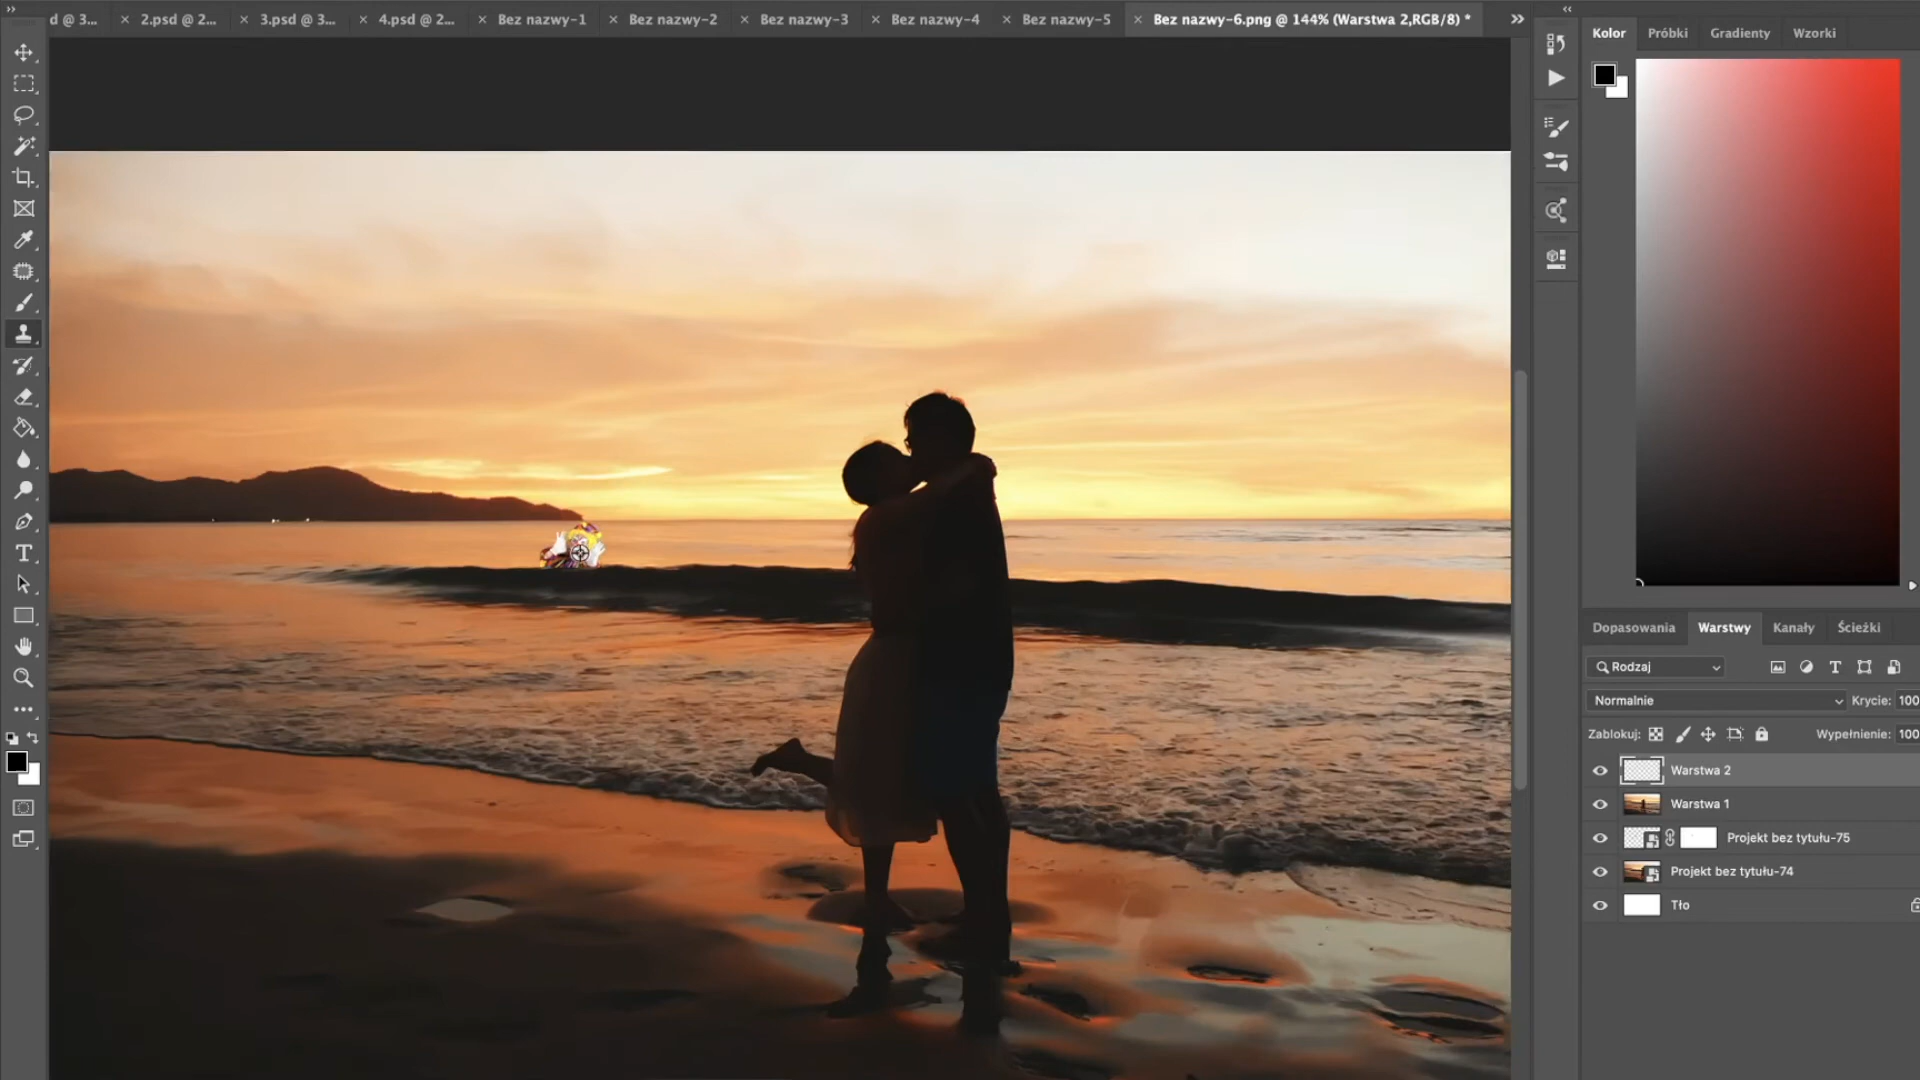 d @ 3...
2.psd @ 2...
3.psd @ 3...
4.psd @ 2...
Bez nazwy-1
Bez nazwy-2
Bez nazwy-3
Bez nazwy-4
Bez nazwy-5
Bez nazwy-6.png @ 144% (Warstwa 2,RGB/8) *
Kolor
Próbki
Gradienty
Wzorki
Dopasowania
Warstwy
Kanały
Ścieżki
Rodzaj
Normalnie
Krycie: 100
Zablokuj:
Wypełnienie: 100
Warstwa 2
Warstwa 1
Projekt bez tytułu-75
Projekt bez tytułu-74
Tło